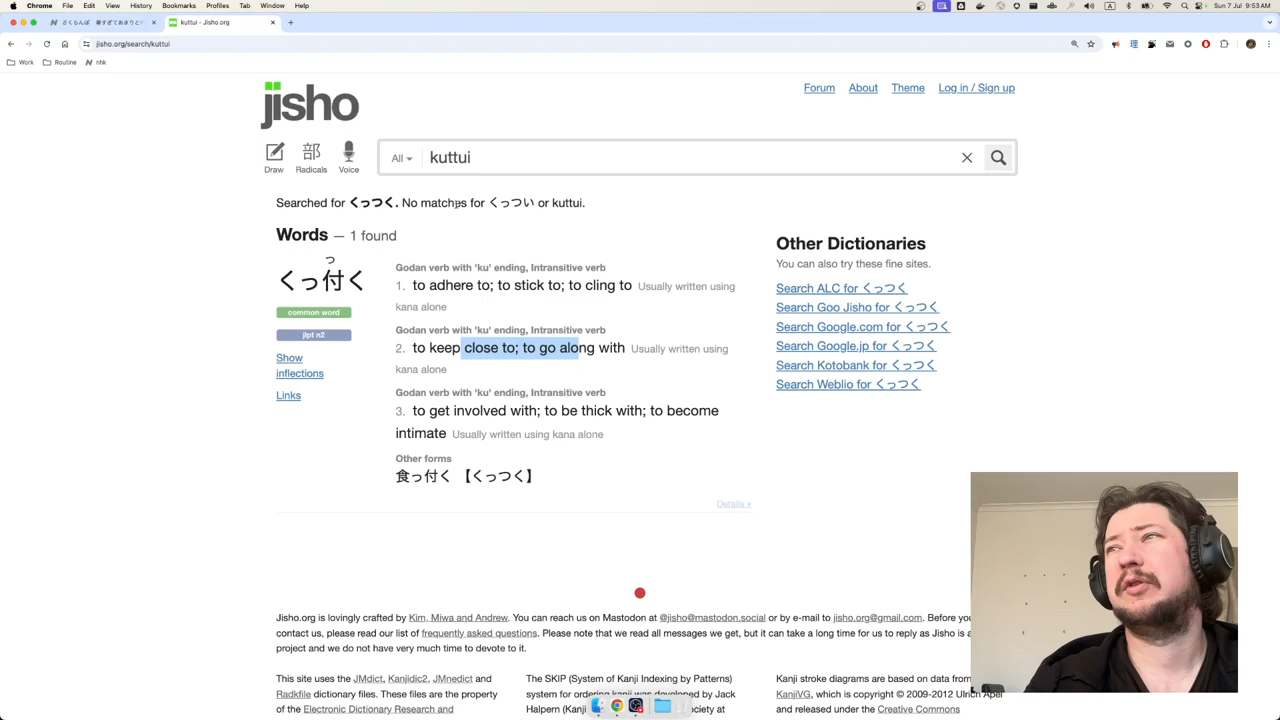 Chrome File Edit View History Bookmarks Profiles Tab Window Help
Sun 7 Jul 9:53 AM
さくらんぼ
kuttui - Jisho.org
jisho.org/search/kuttui
Work Routine nhk
jisho
Forum About Theme Log in / Sign up
部
Draw Radicals Voice
All kuttui
Searched for くっつく. No matches for くっつい or kuttui.
Words — 1 found
つ
くっ付く
common word
jlpt n2
Show inflections
Links
Godan verb with 'ku' ending, Intransitive verb
1. to adhere to; to stick to; to cling to Usually written using
kana alone
Godan verb with 'ku' ending, Intransitive verb
2. to keep close to; to go along with Usually written using
kana alone
Godan verb with 'ku' ending, Intransitive verb
3. to get involved with; to be thick with; to become
intimate Usually written using kana alone
Other forms
食っ付く 【くっつく】
Details ▸
Other Dictionaries
You can also try these fine sites.
Search ALC for くっつく
Search Goo Jisho for くっつく
Search Google.com for くっつく
Search Google.jp for くっつく
Search Kotobank for くっつく
Search Weblio for くっつく
Jisho.org is lovingly crafted by Kim, Miwa and Andrew. You can reach us on Mastodon at @jisho@mastodon.social or by e-mail to jisho.org@gmail.com. Before you
contact us, please read our list of frequently asked questions. Please note that we read all messages we get, but it can take a long time for us to reply as Jisho is a
project and we do not have very much time to devote to it.
This site uses the JMdict, Kanjidic2, JMnedict and
Radkfile dictionary files. These files are the property
of the Electronic Dictionary Research and
The SKIP (System of Kanji Indexing by Patterns)
system for ordering kanji was developed by Jack
Halpern (Kanji
Society at
Kanji stroke diagrams are based on data from
KanjiVG, which is copyright © 2009-2012 Ulrich Apel
and released under the Creative Commons